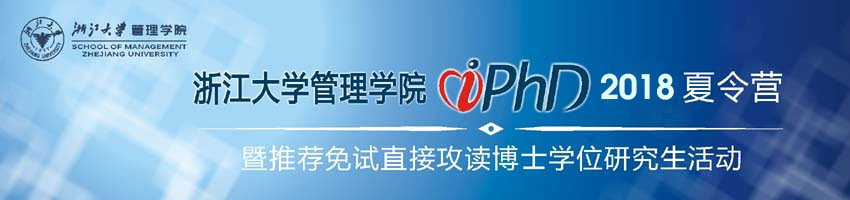 浙江大学管理学院
SCHOOL OF MANAGEMENT
ZHEJIANG UNIVERSITY
浙江大学管理学院 iPhD 2018 夏令营
暨推荐免试直接攻读博士学位研究生活动